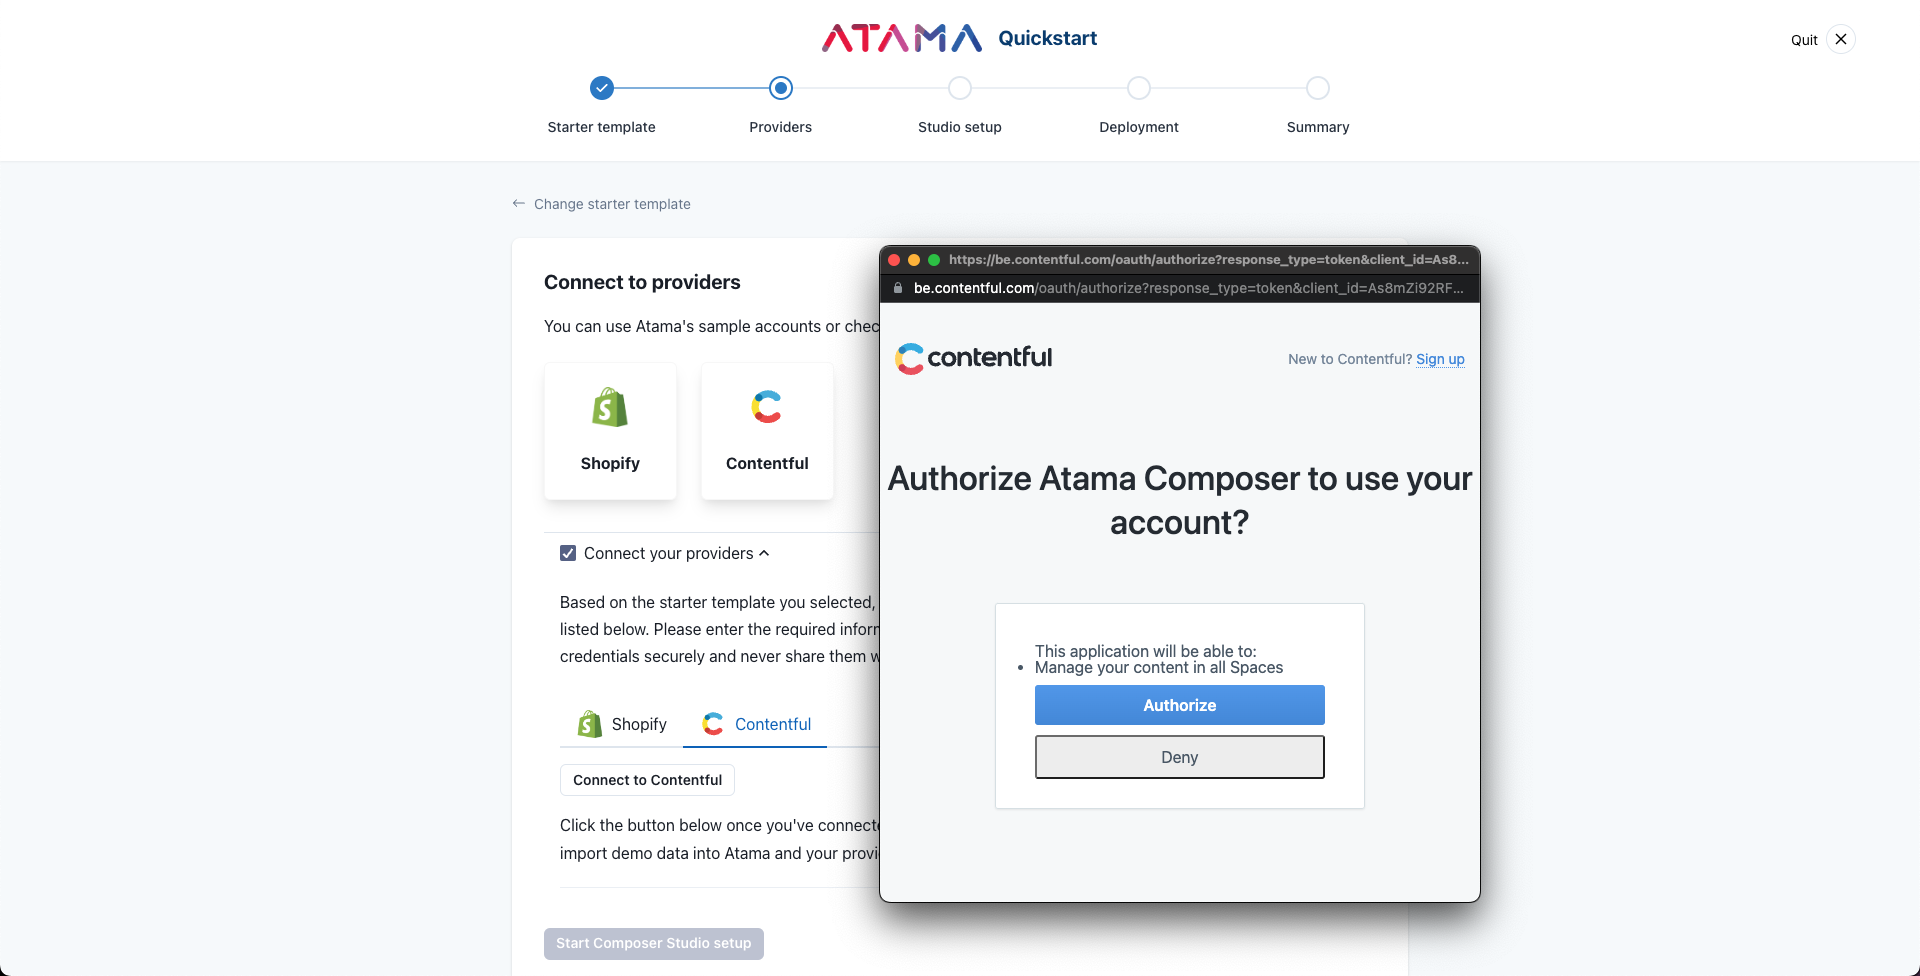 ATAMA Quickstart
Quit
Starter template
Providers
Studio setup
Deployment
Summary
Change starter template
Connect to providers
You can use Atama's sample accounts or chec
Shopify
Contentful
Connect your providers
Based on the starter template you selected,
listed below. Please enter the required inforn
credentials securely and never share them w
Shopify
Contentful
Connect to Contentful
Click the button below once you've connecte
import demo data into Atama and your provi
Start Composer Studio setup
https://be.contentful.com/oauth/authorize?response_type=token&client_id=As8...
be.contentful.com/oauth/authorize?response_type=token&client_id=As8mZi92RF...
contentful
New to Contentful? Sign up
Authorize Atama Composer to use your
account?
This application will be able to:
• Manage your content in all Spaces
Authorize
Deny